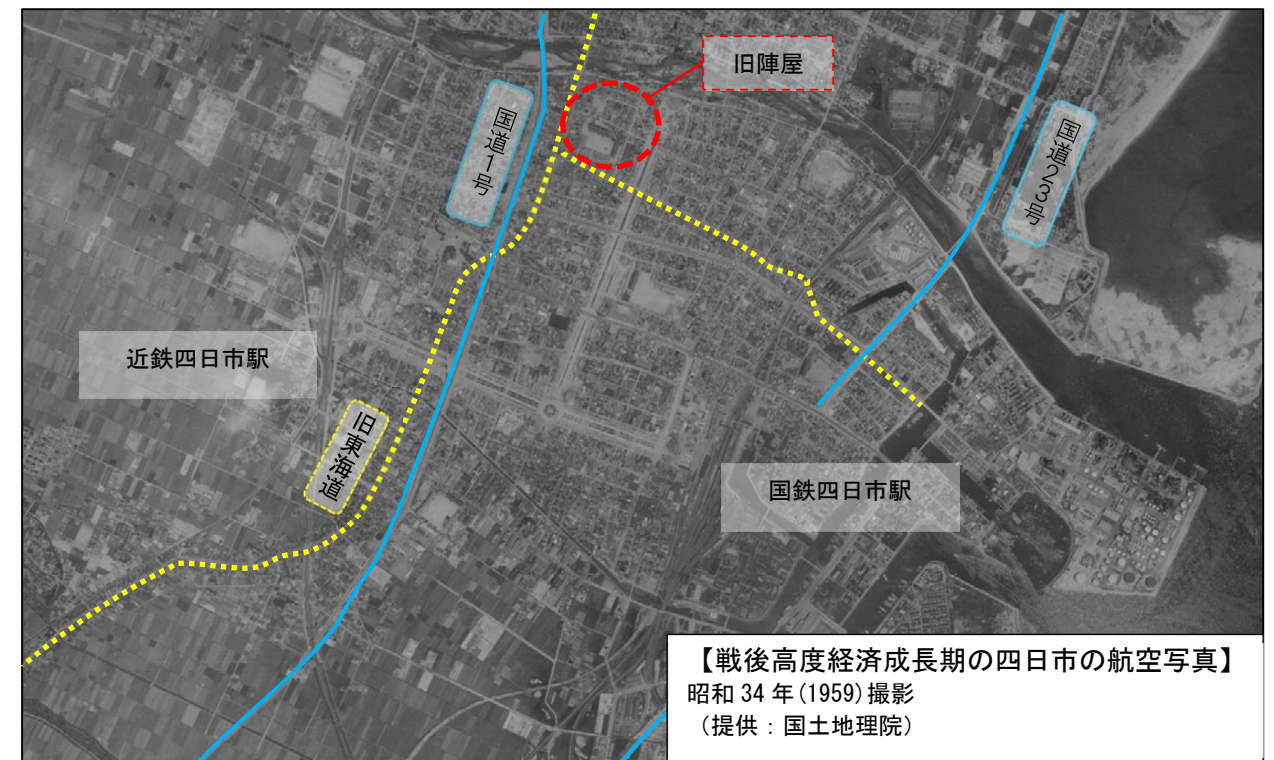 旧陣屋
国道1号
国道23号
近鉄四日市駅
旧東海道
国鉄四日市駅
【戦後高度経済成長期の四日市の航空写真】
昭和 34 年(1959)撮影
（提供：国土地理院）